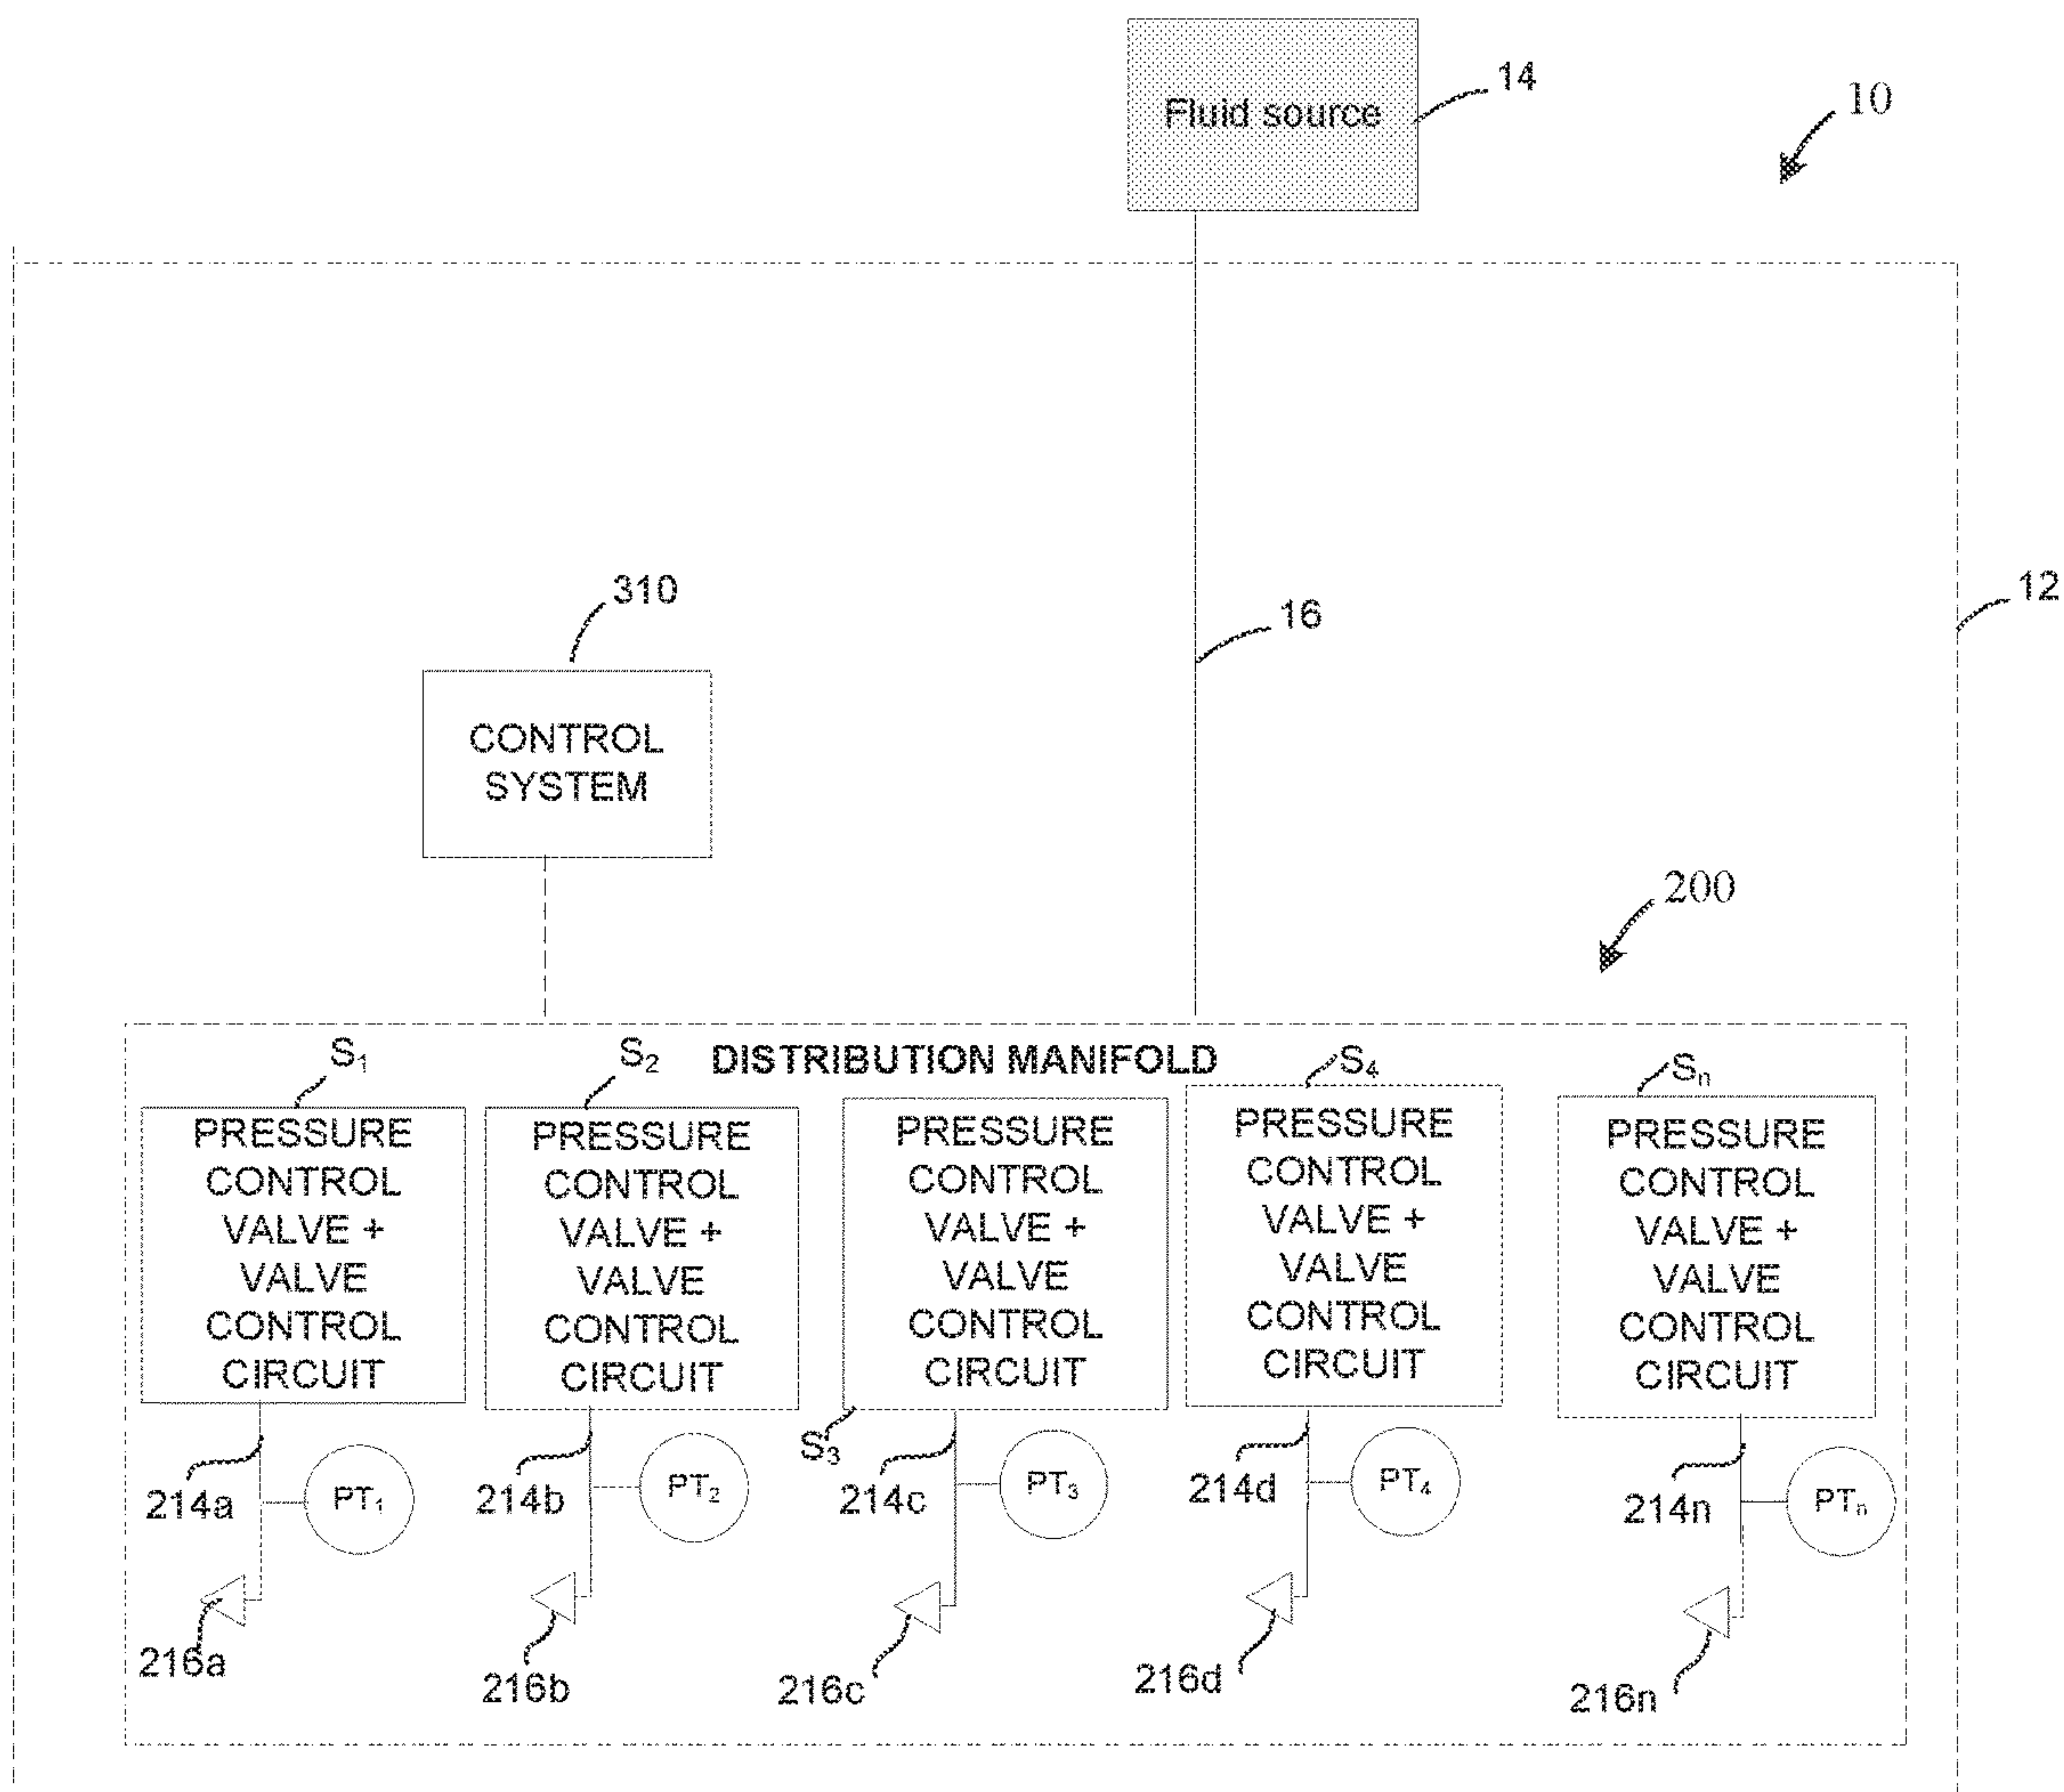 Fluid source
14
10
12
310
16
CONTROL
SYSTEM
200
DISTRIBUTION MANIFOLD
S1
PRESSURE
CONTROL
VALVE +
VALVE
CONTROL
CIRCUIT
S2
PRESSURE
CONTROL
VALVE +
VALVE
CONTROL
CIRCUIT
PRESSURE
CONTROL
VALVE +
VALVE
CONTROL
CIRCUIT
S3
S4
PRESSURE
CONTROL
VALVE +
VALVE
CONTROL
CIRCUIT
Sn
PRESSURE
CONTROL
VALVE +
VALVE
CONTROL
CIRCUIT
214a
PT1
214b
PT2
214c
PT3
214d
PT4
214n
PTn
216a
216b
216c
216d
216n